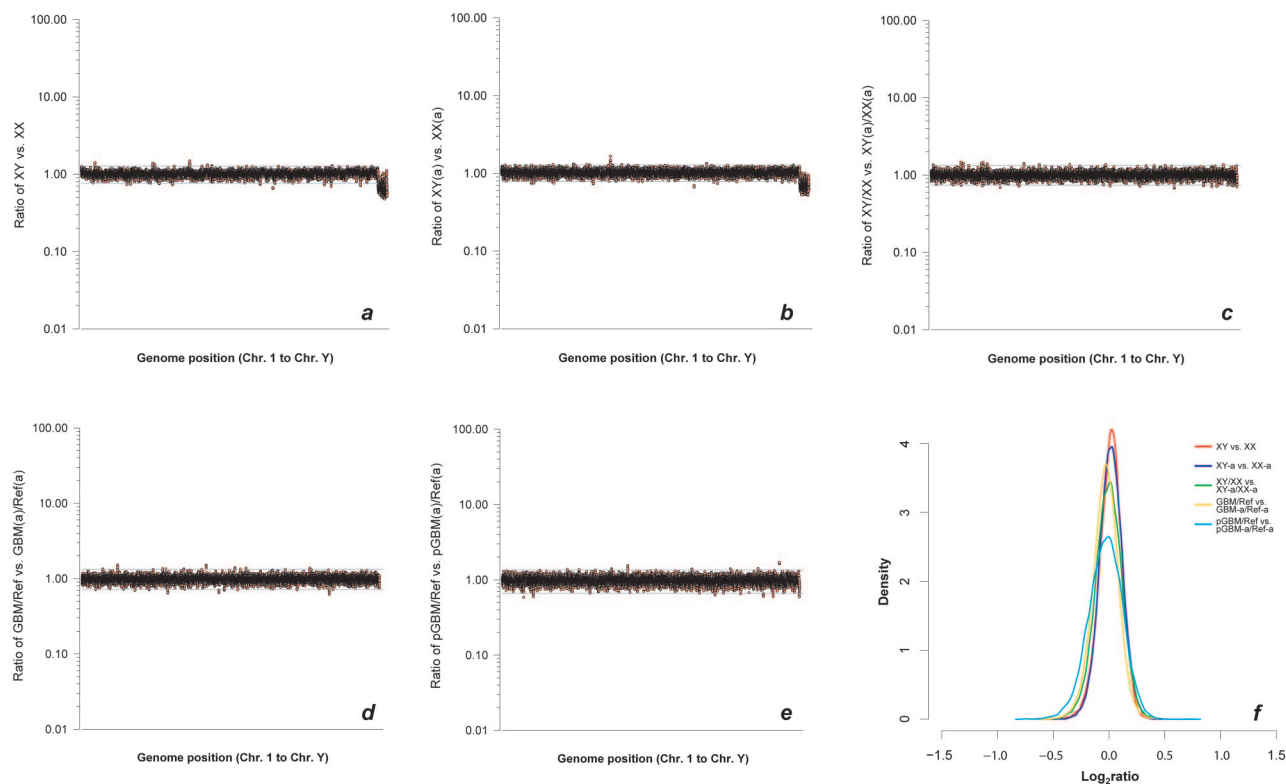 100.00
10.00
1.00
0.10
0.01
Ratio of XY vs. XX
a
Genome position (Chr. 1 to Chr. Y)
100.00
10.00
1.00
0.10
0.01
Ratio of XY(a) vs. XX(a)
b
Genome position (Chr. 1 to Chr. Y)
100.00
10.00
1.00
0.10
0.01
Ratio of XY/XX vs. XY(a)/XX(a)
c
Genome position (Chr. 1 to Chr. Y)
100.00
10.00
1.00
0.10
0.01
Ratio of GBM/Ref vs. GBM(a)/Ref(a)
d
Genome position (Chr. 1 to Chr. Y)
100.00
10.00
1.00
0.10
0.01
Ratio of pGBM/Ref vs. pGBM(a)/Ref(a)
e
Genome position (Chr. 1 to Chr. Y)
4
3
2
1
0
Density
XY vs. XX
XY-a vs. XX-a
XY/XX vs.
XY-a/XX-a
GBM/Ref vs.
GBM-a/Ref-a
pGBM/Ref vs.
pGBM-a/Ref-a
f
−1.5 −1.0 −0.5 0.0 0.5 1.0 1.5
Log₂ratio